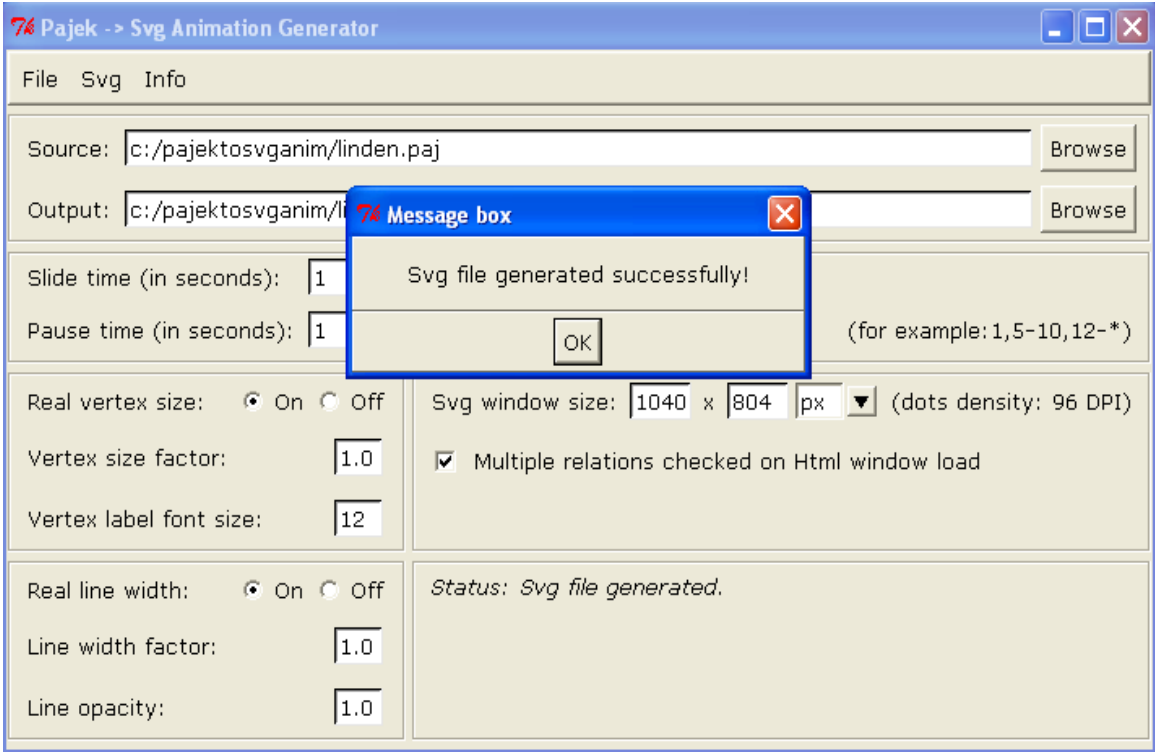 Pajek -> Svg Animation Generator
File Svg Info
Source: c:/pajektosvganim/linden.paj Browse
Output: c:/pajektosvganim/li Browse
Message box
Svg file generated successfully!
OK
Slide time (in seconds): 1
Pause time (in seconds): 1 (for example: 1,5-10,12-*)
Real vertex size: On Off
Vertex size factor: 1.0
Vertex label font size: 12
Svg window size: 1040 x 804 px (dots density: 96 DPI)
Multiple relations checked on Html window load
Real line width: On Off
Line width factor: 1.0
Line opacity: 1.0
Status: Svg file generated.